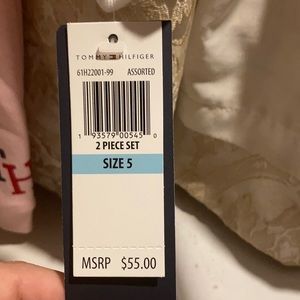 TOMMY HILFIGER
61H22001-99 ASSORTED
1 93579 00545 0
2 PIECE SET
SIZE 5
MSRP $55.00
H